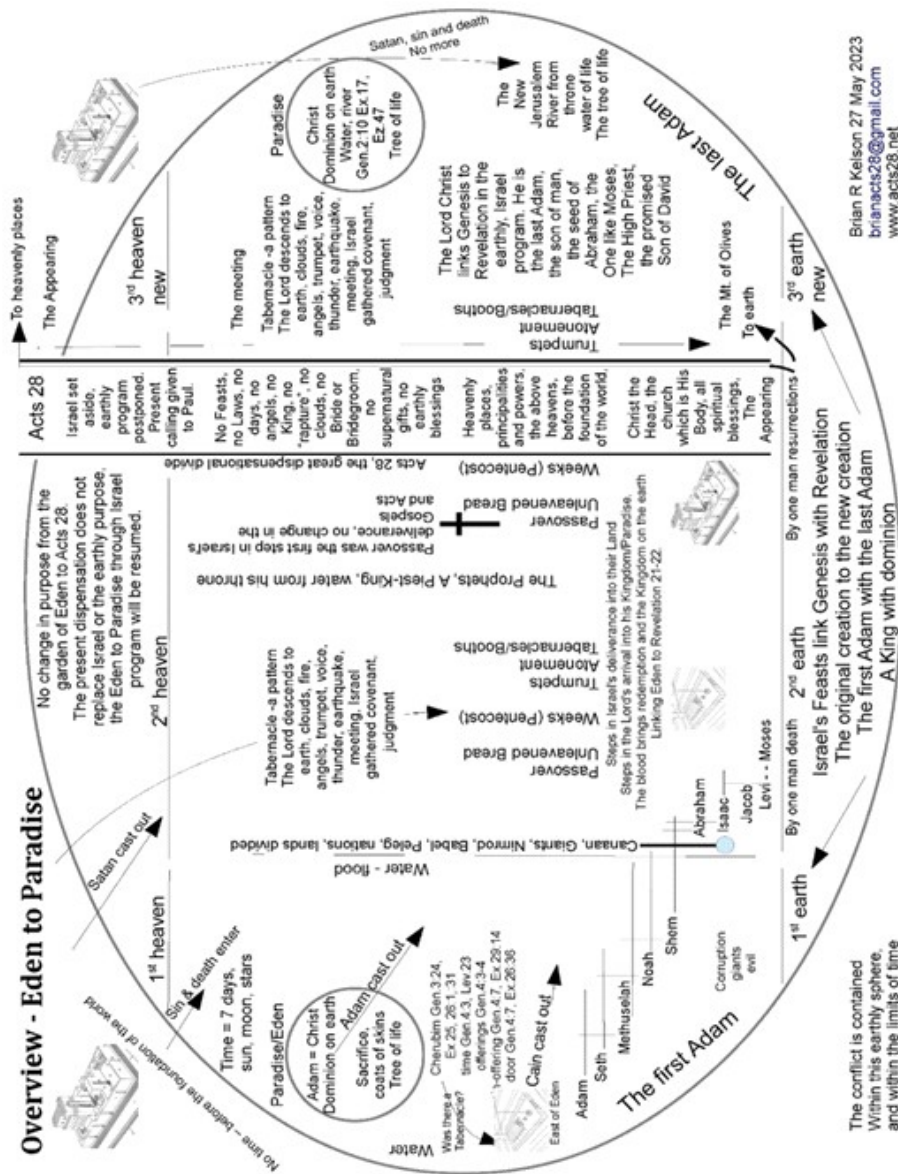 Overview - Eden to Paradise
No time – before the foundation of the world
Satan cast out
Sin & death enter
1st heaven
Time = 7 days,
sun, moon, stars
Paradise/Eden
Adam = Christ
Dominion on earth
Sacrifice,
coats of skins
Tree of life
Adam cast out
Water
Was there a
Tabernacle?
Cherubim Gen.3:24,
Ex 25, 26:1, 31
time Gen.4:3, Lev.23
offerings Gen.4:3-4
-offering Gen.4:7, Ex.29:14
door Gen.4:7, Ex.26:36
Cain cast out
East of Eden
Adam
Seth
Methuselah
Noah
Shem
Abraham
Isaac
Jacob
Levi - - Moses
Corruption
giants
evil
The first Adam
1st earth
Water - flood
Canaan, Giants, Nimrod, Babel, Peleg, nations, lands divided
No change in purpose from the
garden of Eden to Acts 28.
The present dispensation does not
replace Israel or the earthly purpose,
the Eden to Paradise through Israel
program will be resumed.
2nd heaven
Tabernacle -a pattern
The Lord descends to
earth, clouds, fire,
angels, trumpet, voice,
thunder, earthquake,
meeting, Israel
gathered covenant,
judgment
Passover
Unleavened Bread
Weeks (Pentecost)
Trumpets
Atonement
Tabernacles/Booths
The Prophets, A Piest-King, water from his throne
Passover was the first step in Israel's
deliverance, no change in the
Gospels
and Acts
Passover
Unleavened Bread
Weeks (Pentecost)
Acts 28, the great dispensational divide
Steps in Israel's deliverance into their Land
Steps in the Lord's arrival into his Kingdom/Paradise.
The blood brings redemption and the Kingdom on the earth
Linking Eden to Revelation 21-22
By one man death
2nd earth
By one man resurrections
Israel's Feasts link Genesis with Revelation
The original creation to the new creation
The first Adam with the last Adam
A King with dominion
Acts 28
Israel set
aside,
earthly
program
postponed.
Present
calling given
to Paul.
No Feasts,
no Laws, no
days, no
angels, no
King, no
"rapture", no
clouds, no
Bride or
Bridegroom,
no
supernatural
gifts, no
earthly
blessings
Heavenly
places,
principalities
and powers,
the above
heavens,
before the
foundation
of the world.
Christ the
Head, the
church
which is His
Body, all
spiritual
blessings,
The
Appearing
To heavenly places
The Appearing
3rd heaven
new
The meeting
Tabernacle -a pattern
The Lord descends to
earth, clouds, fire,
angels, trumpet, voice,
thunder, earthquake,
meeting, Israel
gathered covenant,
judgment
Trumpets
Atonement
Tabernacles/Booths
The Mt. of Olives
To earth
Paradise
Christ
Dominion on earth
Water, river
Gen.2:10 Ex.17,
Ez.47
Tree of life
Satan, sin and death
No more
The
New
Jerusalem
River from
throne
water of life
The tree of life
The Lord Christ
links Genesis to
Revelation in the
earthly, Israel
program. He is
the last Adam,
the son of man,
the seed of
Abraham, the
One like Moses,
The High Priest,
the promised
Son of David
The last Adam
3rd earth
new
The conflict is contained
Within this earthly sphere,
and within the limits of time
Brian R Kelson 27 May 2023
brianacts28@gmail.com
www.acts28.net